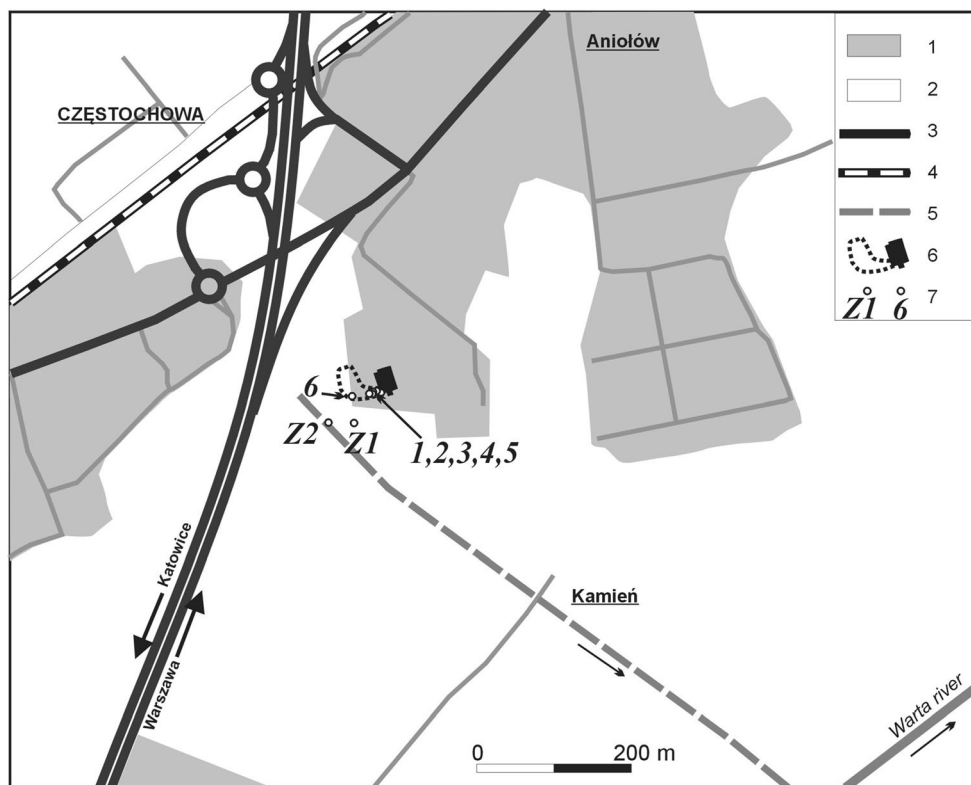 Aniołów
CZĘSTOCHOWA
1
2
3
4
5
6
Z1 6 7
6
Z2 Z1
1,2,3,4,5
Katowice
Warszawa
Kamień
Warta river
0 200 m